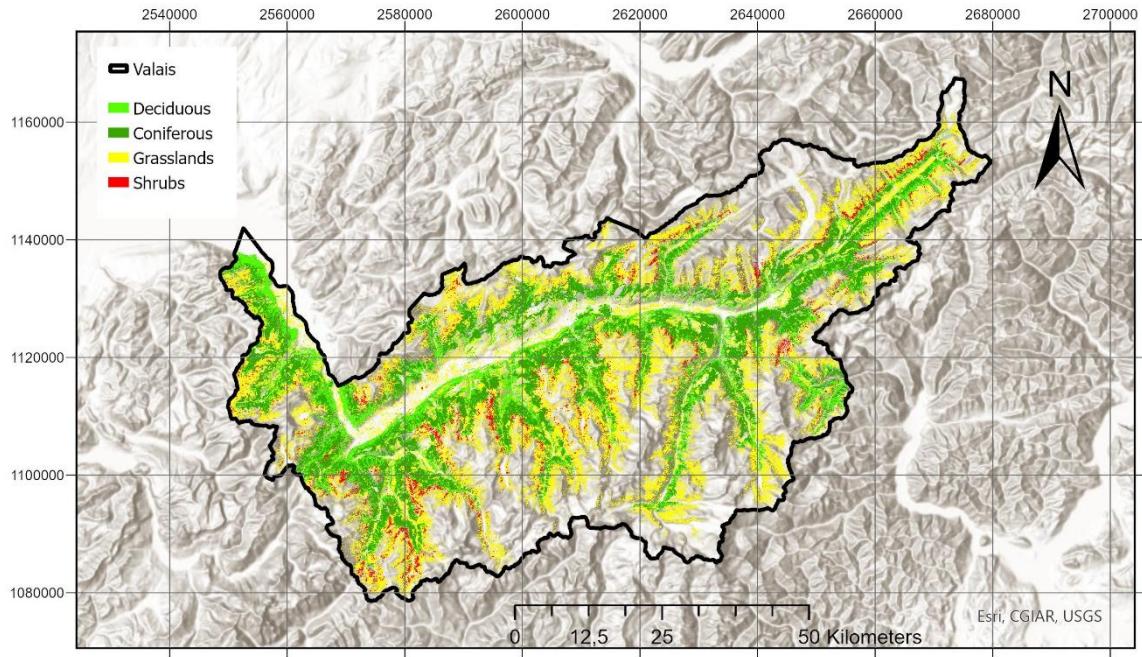 2540000 2560000 2580000 2600000 2620000 2640000 2660000 2680000 2700000
Valais
Deciduous
Coniferous
Grasslands
Shrubs
N
1160000
1140000
1120000
1100000
1080000
0 12.5 25 50 Kilometers
Esri, CGIAR, USGS